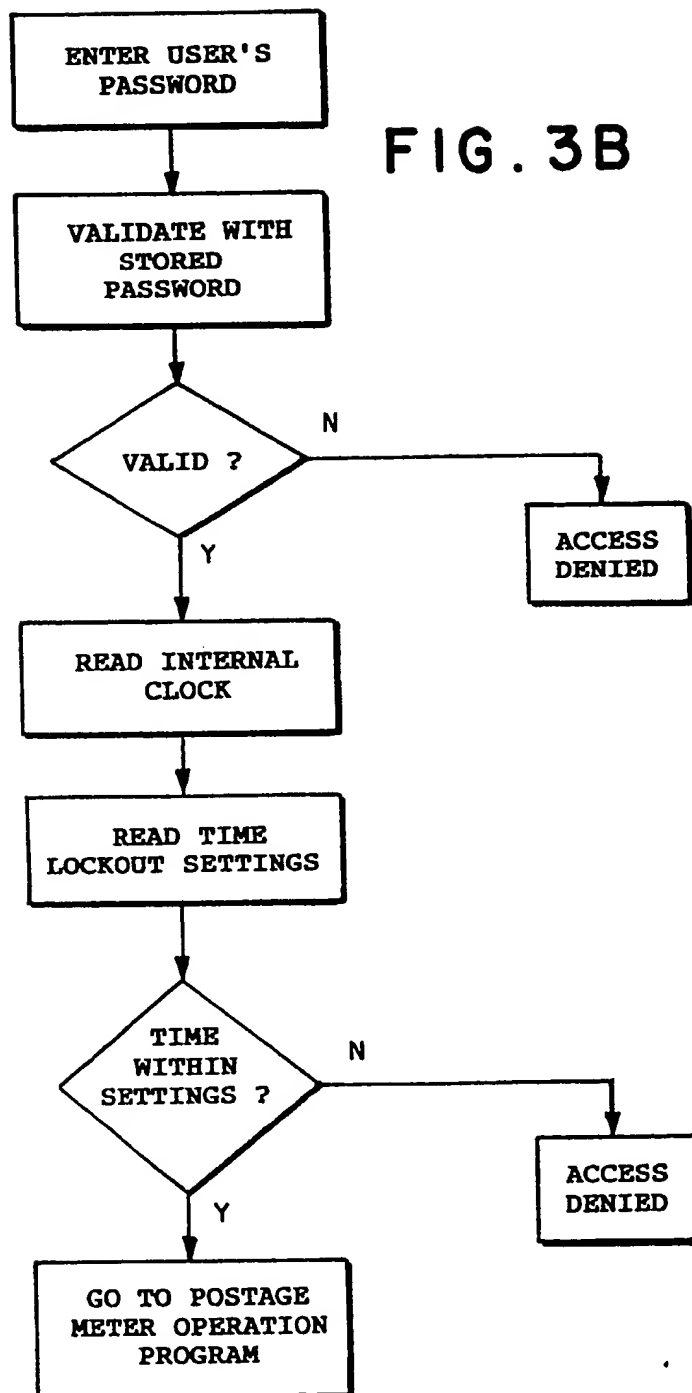 ENTER USER'S
PASSWORD
FIG. 3B
VALIDATE WITH
STORED
PASSWORD
VALID ?
N
Y
ACCESS
DENIED
READ INTERNAL
CLOCK
READ TIME
LOCKOUT SETTINGS
TIME
WITHIN
SETTINGS ?
N
Y
ACCESS
DENIED
GO TO POSTAGE
METER OPERATION
PROGRAM